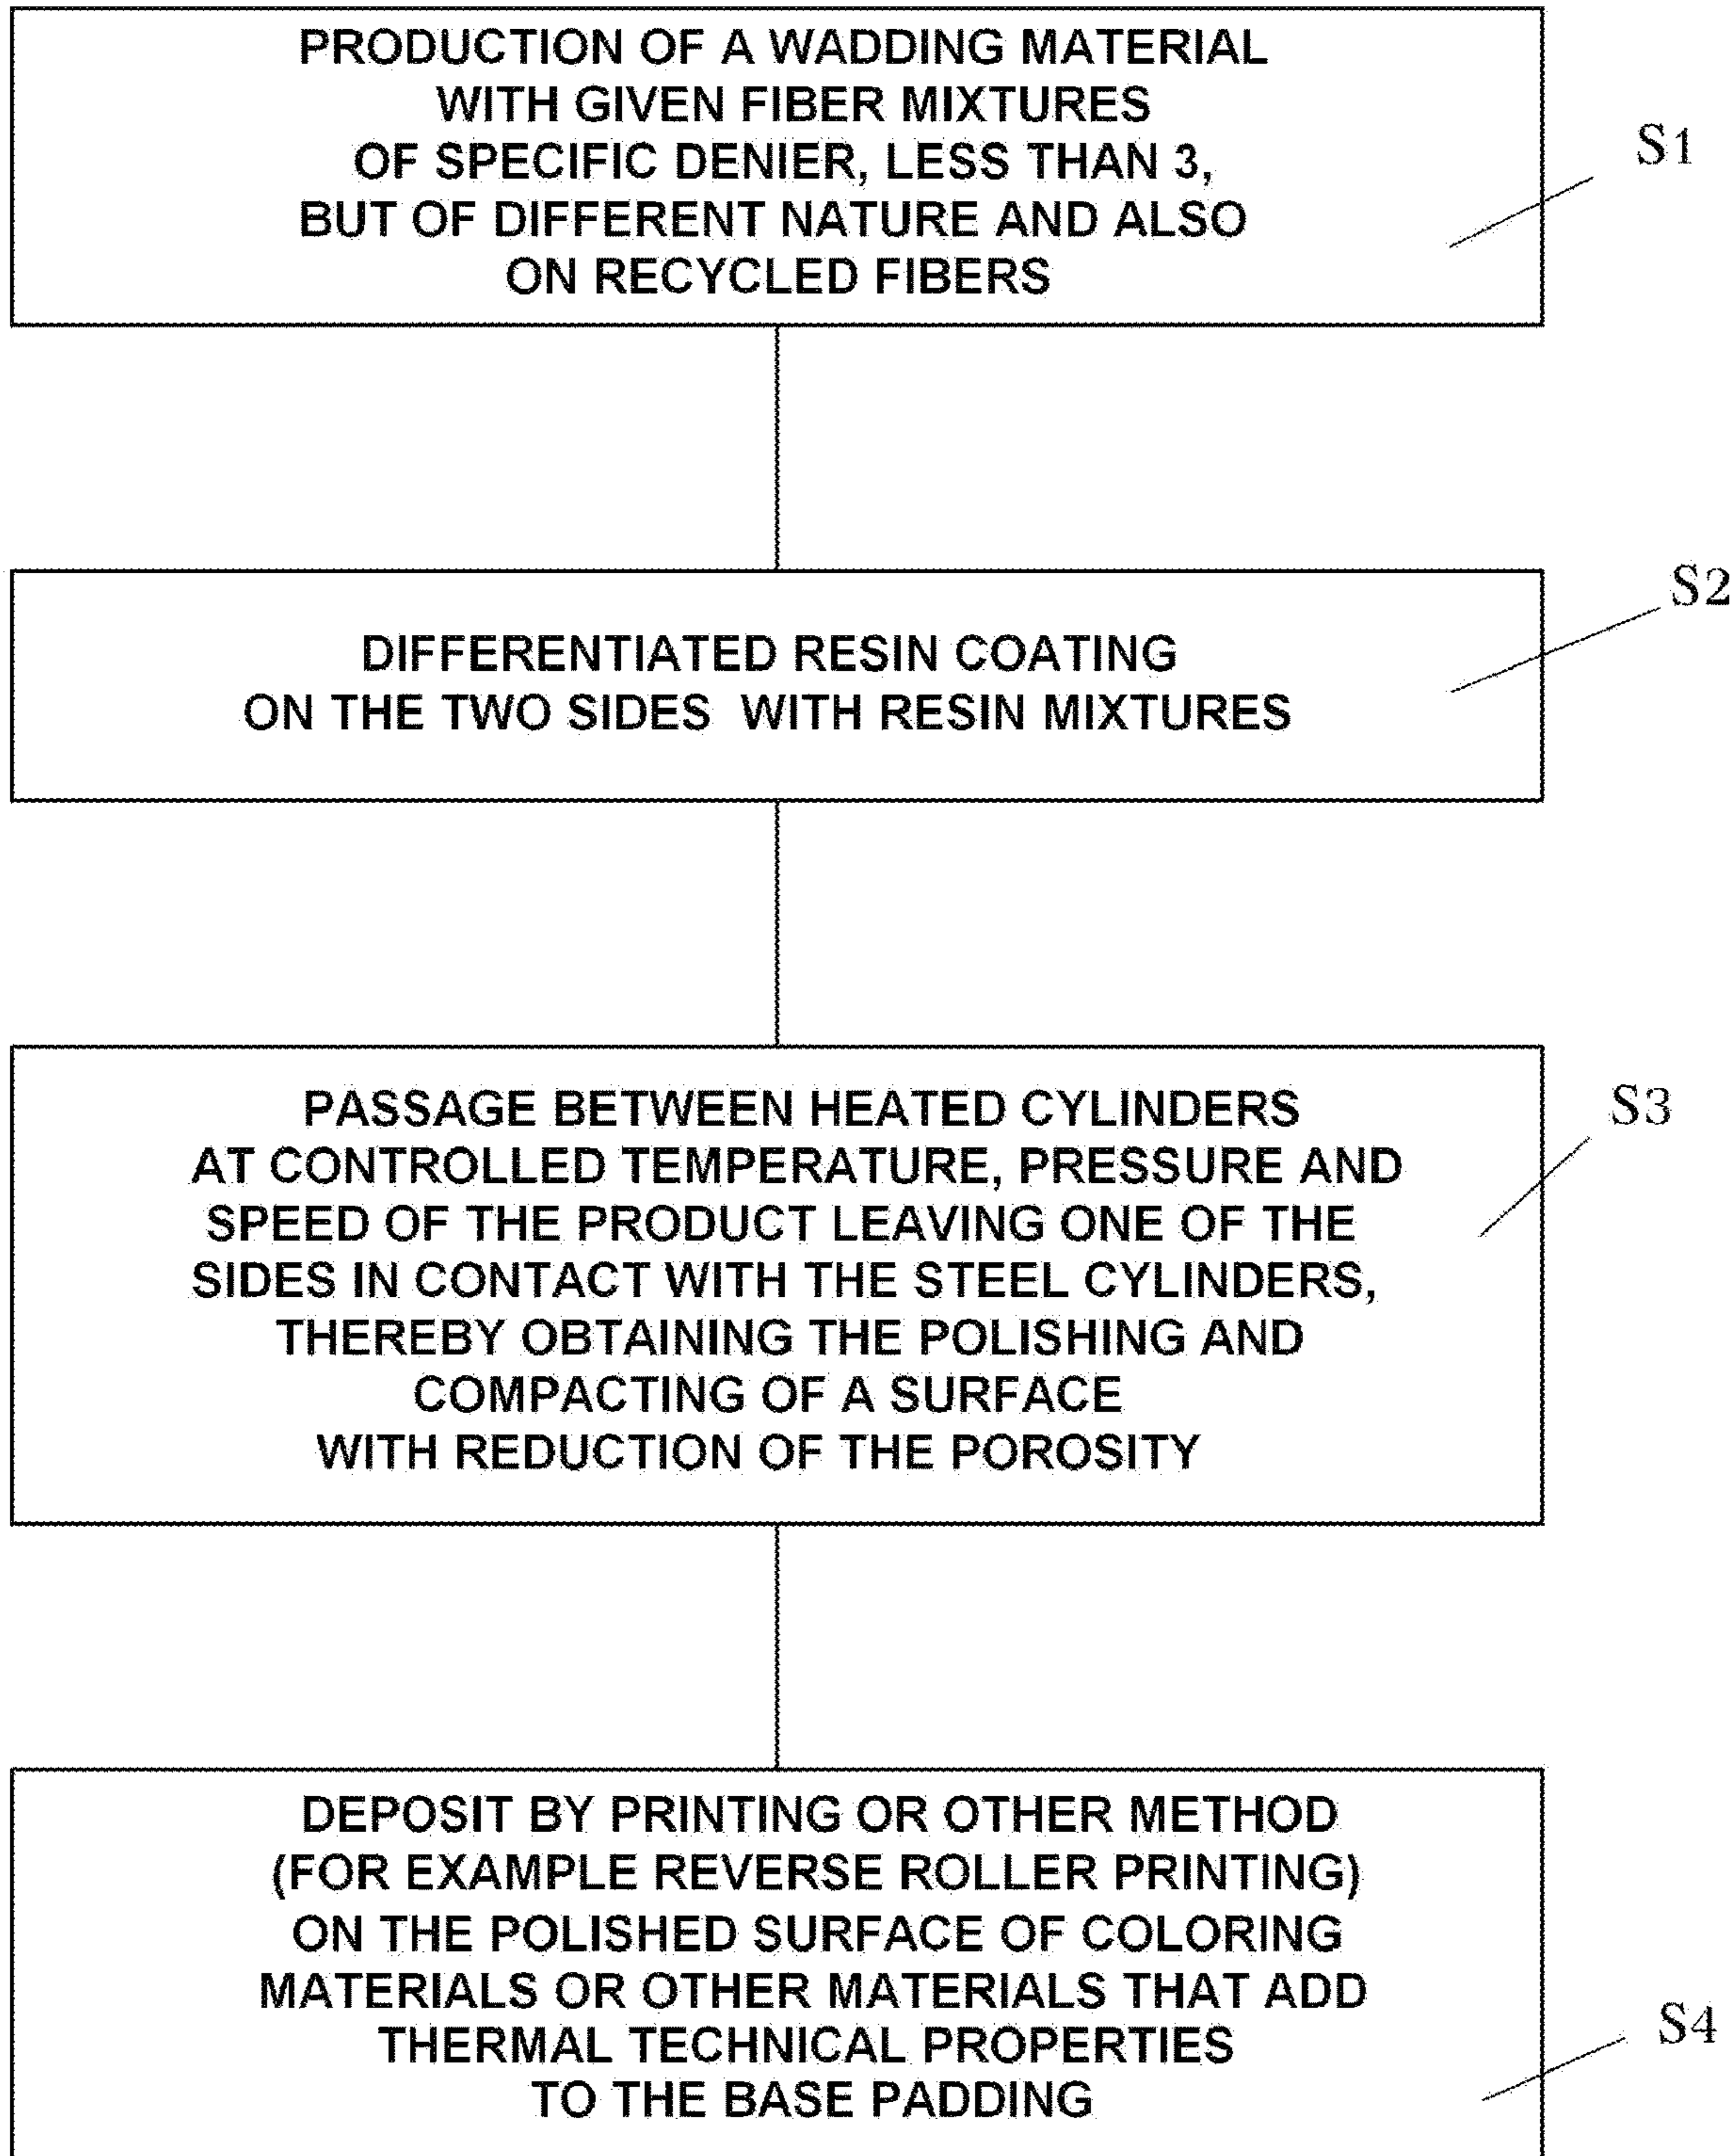 PRODUCTION OF A WADDING MATERIAL
WITH GIVEN FIBER MIXTURES
OF SPECIFIC DENIER, LESS THAN 3,
BUT OF DIFFERENT NATURE AND ALSO
ON RECYCLED FIBERS
S1
DIFFERENTIATED RESIN COATING
ON THE TWO SIDES WITH RESIN MIXTURES
S2
PASSAGE BETWEEN HEATED CYLINDERS
AT CONTROLLED TEMPERATURE, PRESSURE AND
SPEED OF THE PRODUCT LEAVING ONE OF THE
SIDES IN CONTACT WITH THE STEEL CYLINDERS,
THEREBY OBTAINING THE POLISHING AND
COMPACTING OF A SURFACE
WITH REDUCTION OF THE POROSITY
S3
DEPOSIT BY PRINTING OR OTHER METHOD
(FOR EXAMPLE REVERSE ROLLER PRINTING)
ON THE POLISHED SURFACE OF COLORING
MATERIALS OR OTHER MATERIALS THAT ADD
THERMAL TECHNICAL PROPERTIES
TO THE BASE PADDING
S4